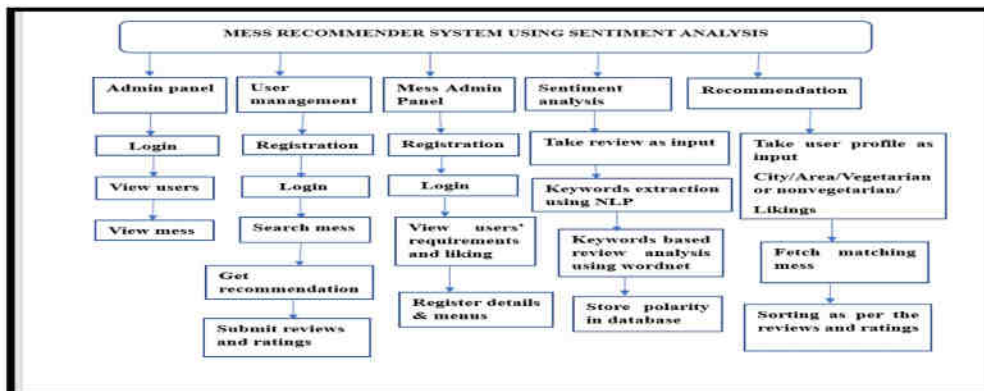 MESS RECOMMENDER SYSTEM USING SENTIMENT ANALYSIS
Admin panel
Login
View users
View mess
User
management
Registration
Login
Search mess
Get
recommendation
Submit reviews
and ratings
Mess Admin
Panel
Registration
Login
View users'
requirements
and liking
Register details
& menus
Sentiment
analysis
Take review as input
Keywords extraction
using NLP
Keywords based
review analysis
using wordnet
Store polarity
in database
Recommendation
Take user profile as
input
City/Area/Vegetarian
or nonvegetarian/
Likings
Fetch matching
mess
Sorting as per the
reviews and ratings